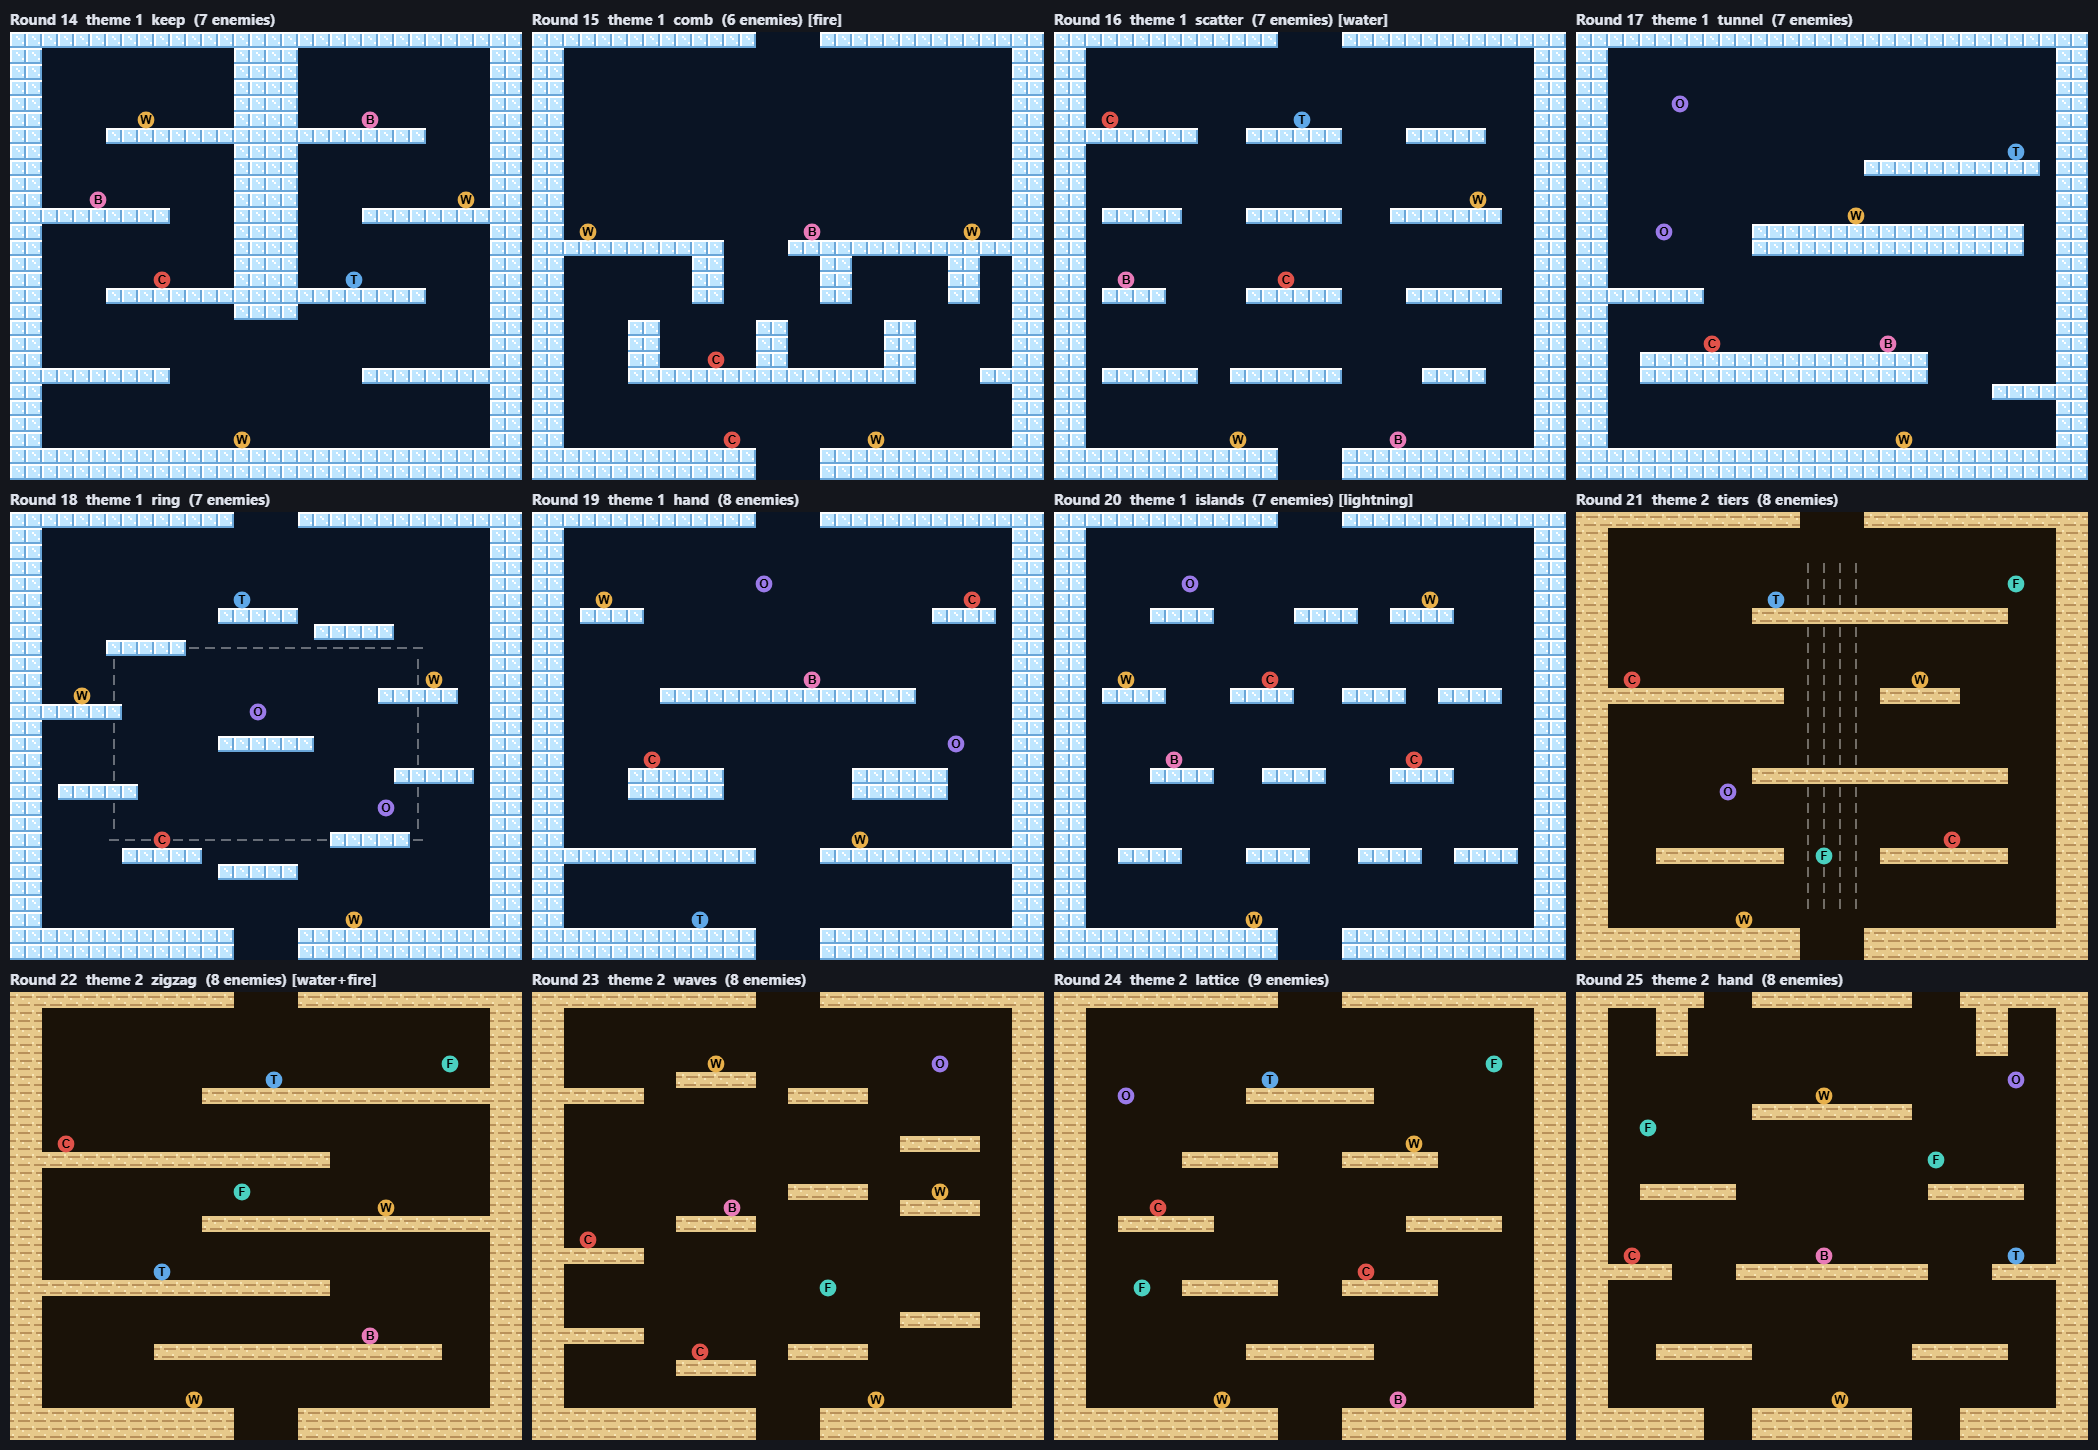 Round 14 theme 1 keep (7 enemies)
Round 15 theme 1 comb (6 enemies) [fire]
Round 16 theme 1 scatter (7 enemies) [water]
Round 17 theme 1 tunnel (7 enemies)
W
B
B
W
C
T
W
W
B
W
C
C
W
C
T
W
B
C
W
B
O
T
O
W
C
B
W
Round 18 theme 1 ring (7 enemies)
Round 19 theme 1 hand (8 enemies)
Round 20 theme 1 islands (7 enemies) [lightning]
Round 21 theme 2 tiers (8 enemies)
T
W
W
O
O
C
W
O
W
C
B
O
C
W
T
O
W
W
C
B
C
W
F
T
C
W
O
C
F
W
Round 22 theme 2 zigzag (8 enemies) [water+fire]
Round 23 theme 2 waves (8 enemies)
Round 24 theme 2 lattice (9 enemies)
Round 25 theme 2 hand (8 enemies)
F
T
C
F
W
T
B
W
W
O
W
B
C
F
C
W
F
T
O
W
C
C
F
W
B
O
W
F
F
C
B
T
W